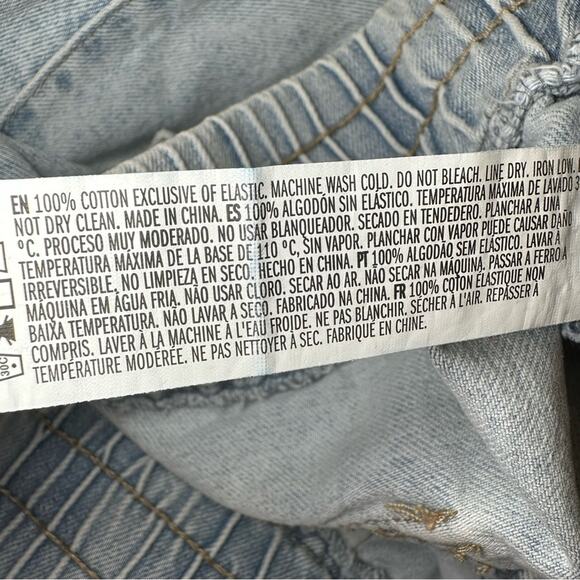 EN 100% COTTON EXCLUSIVE OF ELASTIC. MACHINE WASH COLD. DO NOT BLEACH. LINE DRY. IRON LOW.
NOT DRY CLEAN. MADE IN CHINA. ES 100% ALGODÓN SIN ELÁSTICO. TEMPERATURA MÁXIMA DE LAVADO 3
ºC. PROCESO MUY MODERADO. NO USAR BLANQUEADOR. SECADO EN TENDEDERO. PLANCHAR A UNA
TEMPERATURA MÁXIMA DE LA BASE DE 110 ºC, SIN VAPOR. PLANCHAR CON VAPOR PUEDE CAUSAR DAÑO
IRREVERSIBLE. NO LIMPIEZA EN SECO. HECHO EN CHINA. PT 100% ALGODÃO SEM ELÁSTICO. LAVAR À
MÁQUINA EM ÁGUA FRIA. NÃO USAR CLORO. SECAR AO AR. NÃO SECAR NA MÁQUINA. PASSAR A FERRO A
BAIXA TEMPERATURA. NÃO LAVAR A SECO. FABRICADO NA CHINA. FR 100% COTON ÉLASTIQUE NON
COMPRIS. LAVER À LA MACHINE À L'EAU FROIDE. NE PAS BLANCHIR. SÉCHER À L'AIR. REPASSER À
TEMPÉRATURE MODÉRÉE. NE PAS NETTOYER À SEC. FABRIQUÉ EN CHINE.
30C